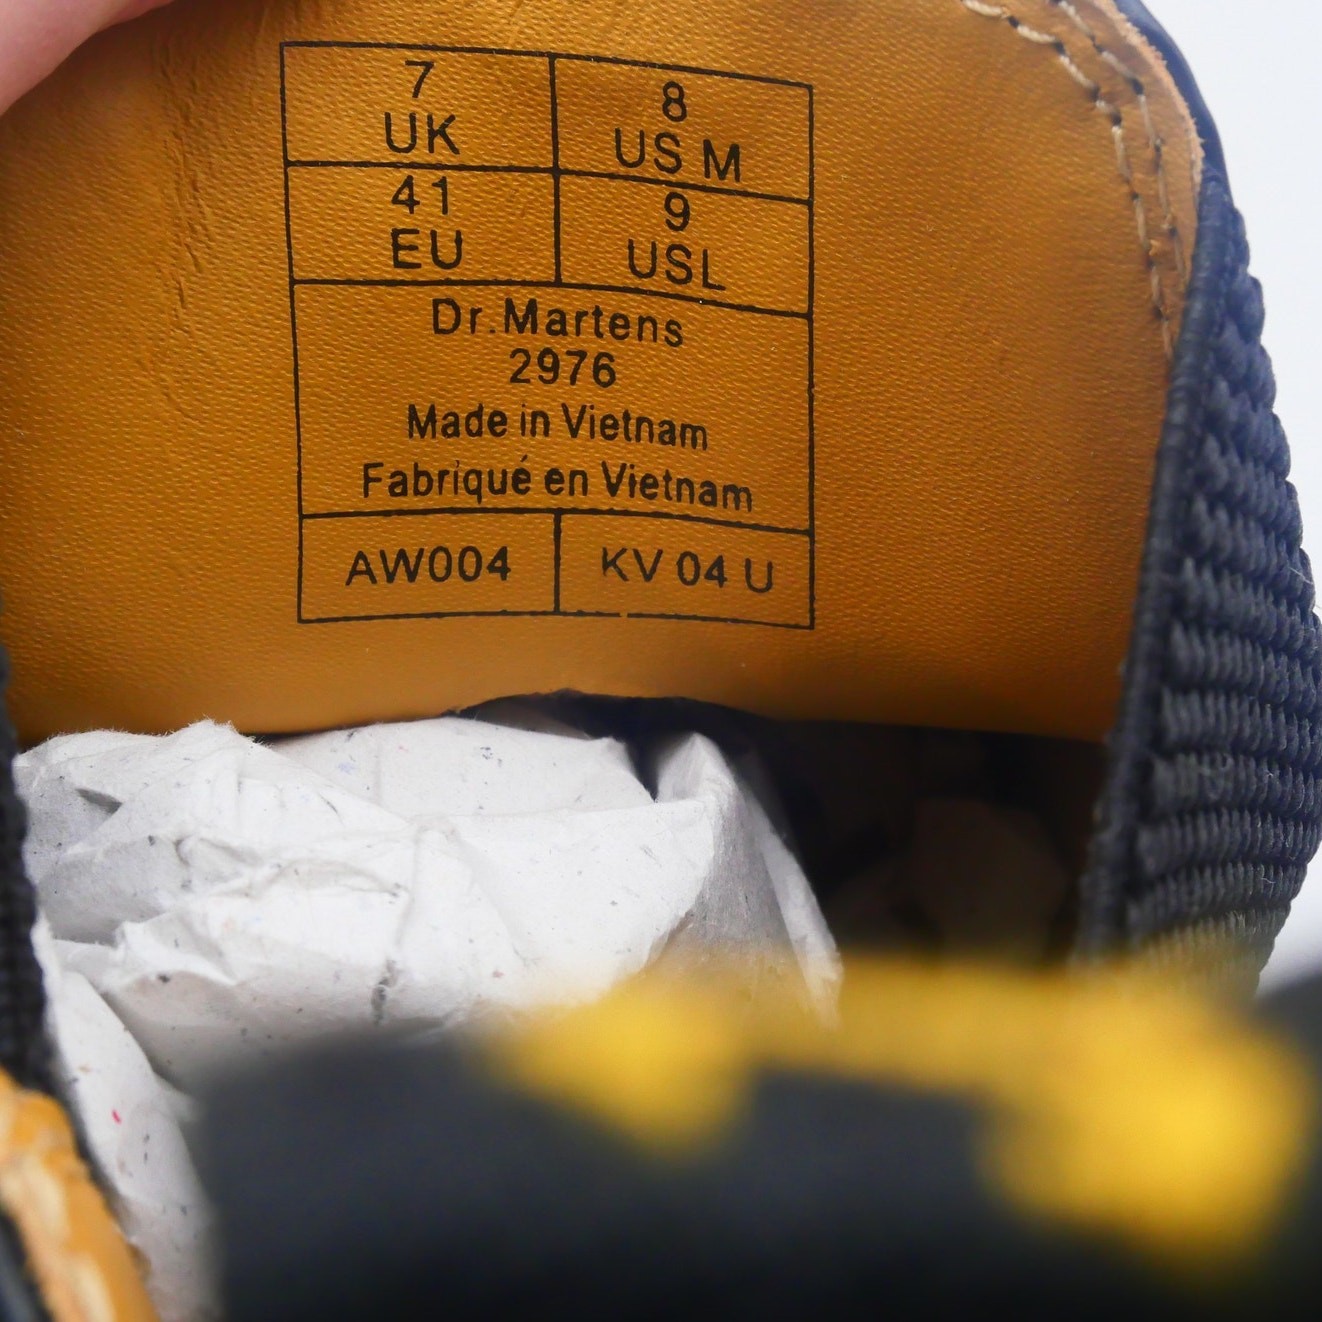 7
UK
8
US M
41
EU
9
USL
Dr.Martens
2976
Made in Vietnam
Fabriqué en Vietnam
AW004
KV 04 U